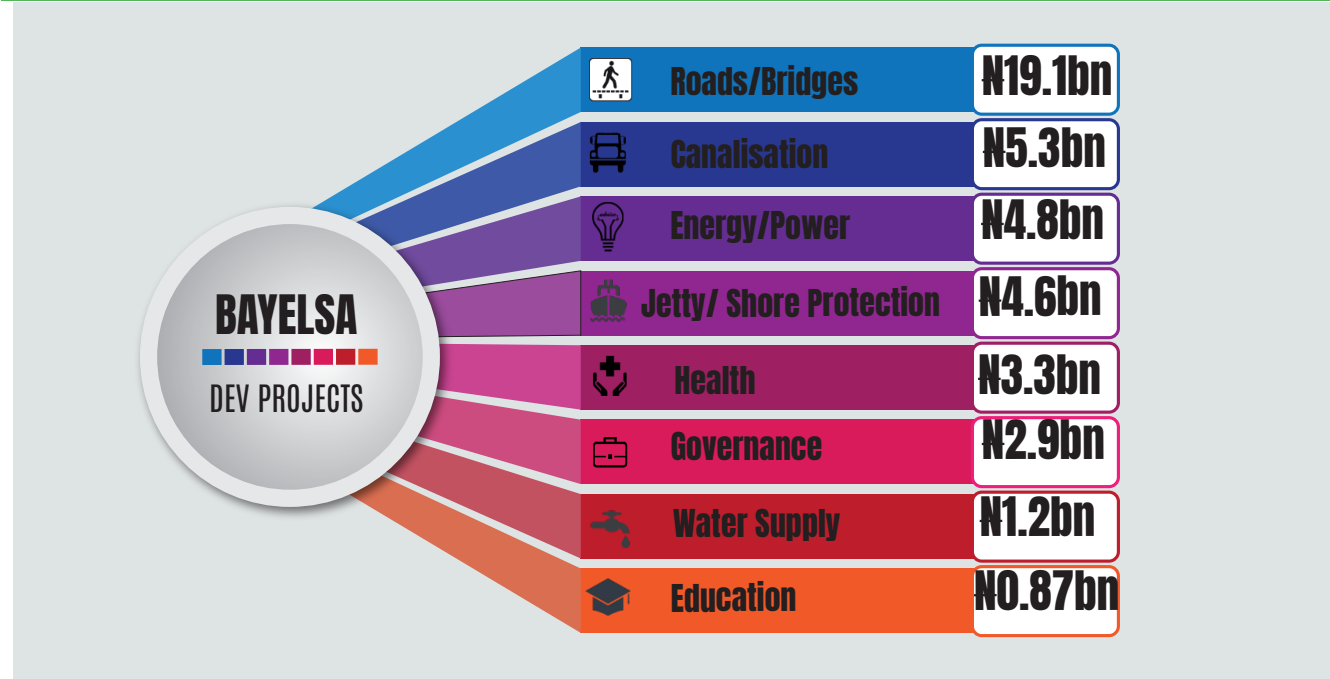 BAYELSA
DEV PROJECTS
Roads/Bridges ₦19.1bn
Canalisation ₦5.3bn
Energy/Power ₦4.8bn
Jetty/ Shore Protection ₦4.6bn
Health ₦3.3bn
Governance ₦2.9bn
Water Supply ₦1.2bn
Education ₦0.87bn